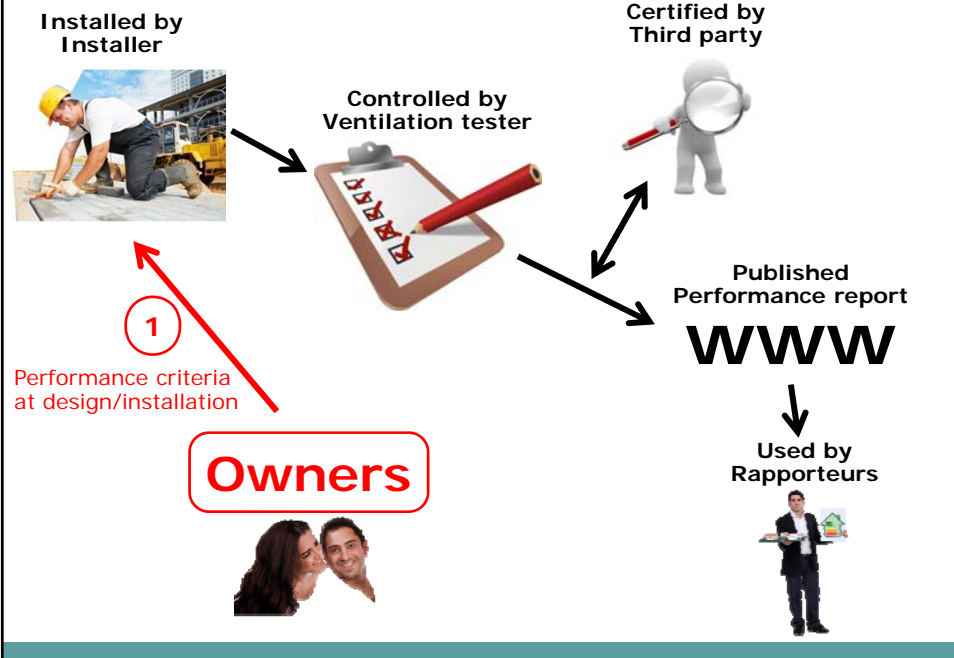 Installed by
Installer
Certified by
Third party
Controlled by
Ventilation tester
Published
Performance report
WWW
1
Performance criteria
at design/installation
Owners
Used by
Rapporteurs